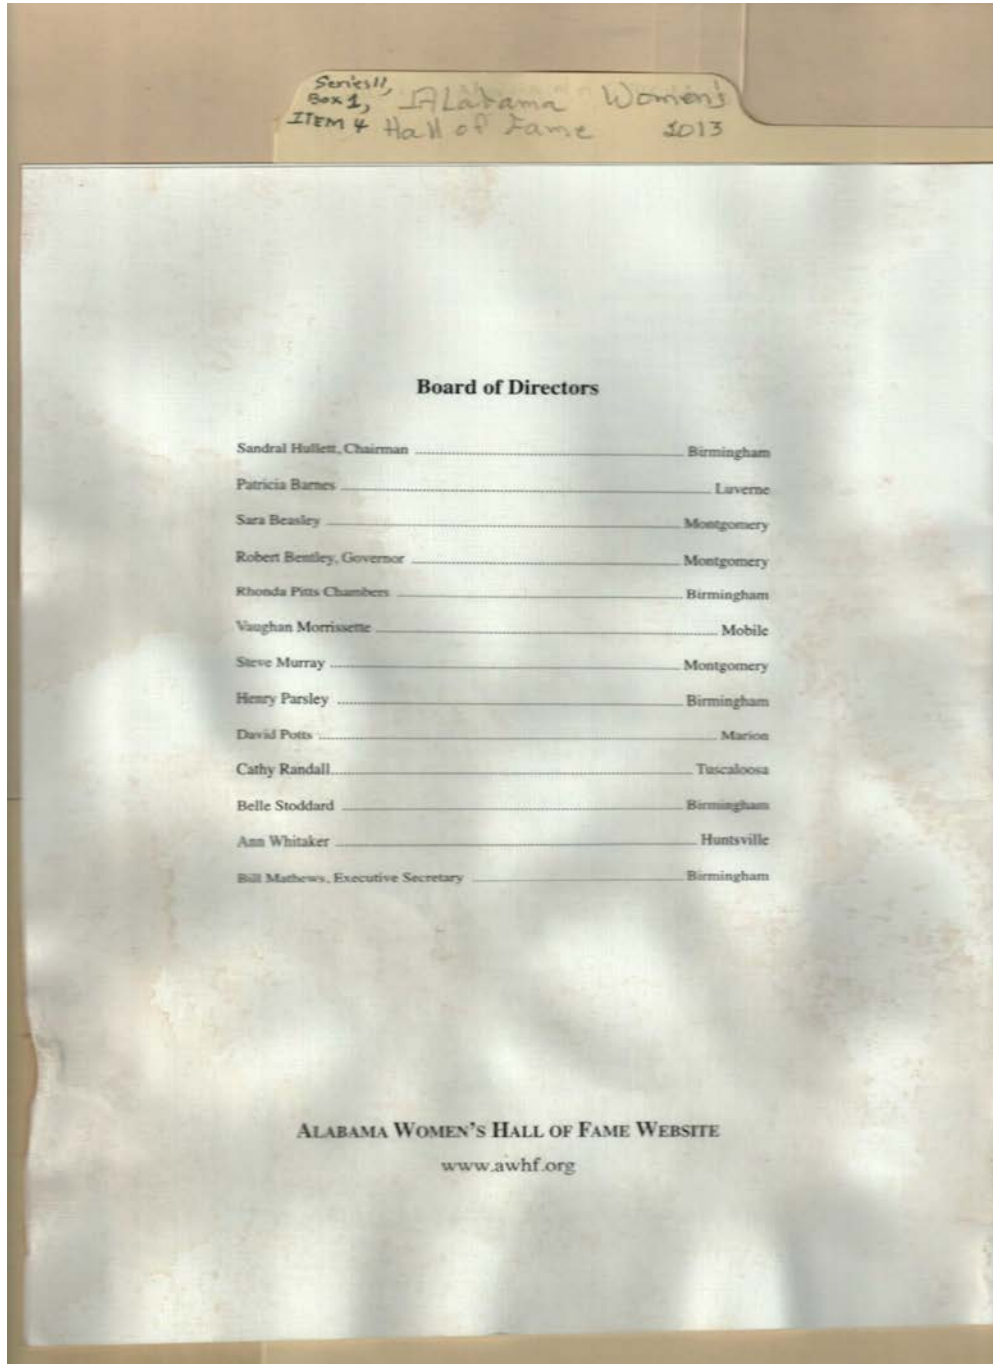 Series II,
Box 1, Alabama Women's
ITEM 4 Hall of Fame 2013
Board of Directors
Sandral Hullett, Chairman Birmingham
Patricia Barnes Luverne
Sara Beasley Montgomery
Robert Bentley, Governor Montgomery
Rhonda Pitts Chambers Birmingham
Vaughan Morrissette Mobile
Steve Murray Montgomery
Henry Parsley Birmingham
David Potts Marion
Cathy Randall Tuscaloosa
Belle Stoddard Birmingham
Ann Whitaker Huntsville
Bill Mathews, Executive Secretary Birmingham
ALABAMA WOMEN'S HALL OF FAME WEBSITE
www.awhf.org